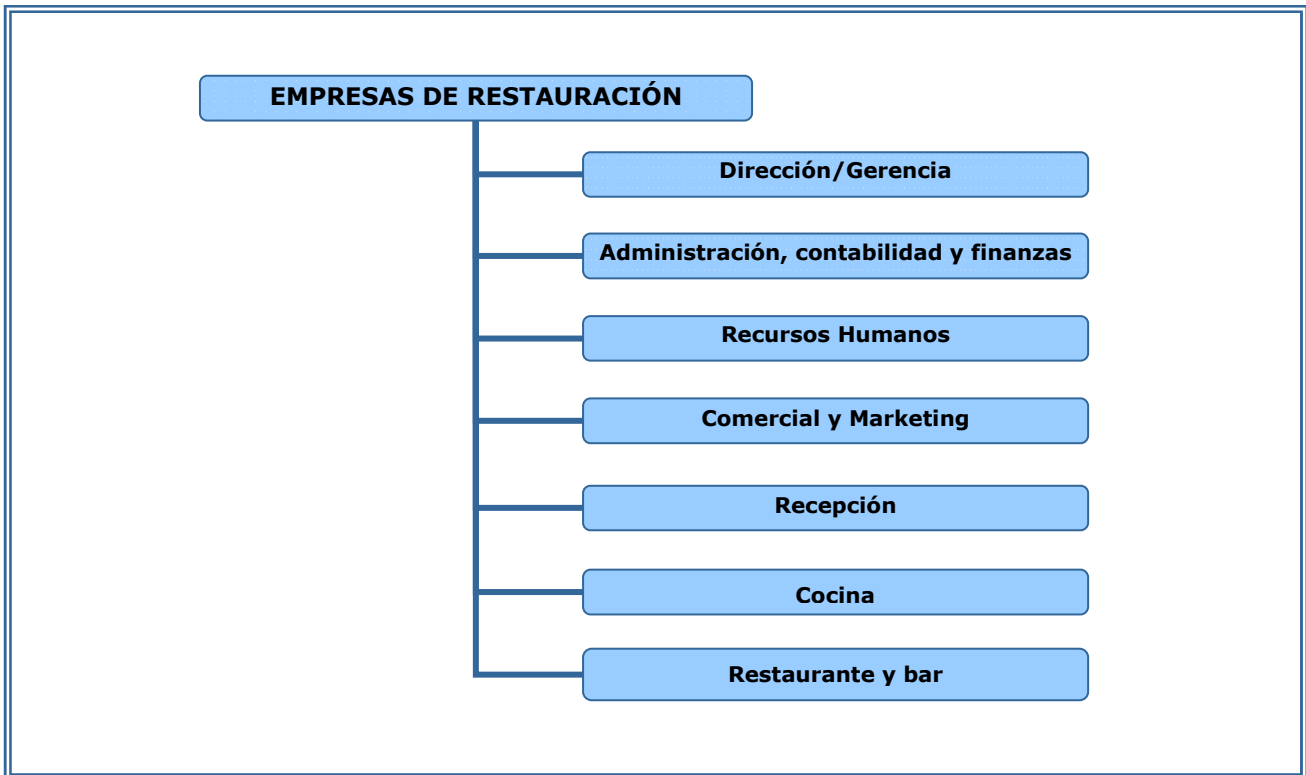 EMPRESAS DE RESTAURACIÓN
Dirección/Gerencia
Administración, contabilidad y finanzas
Recursos Humanos
Comercial y Marketing
Recepción
Cocina
Restaurante y bar